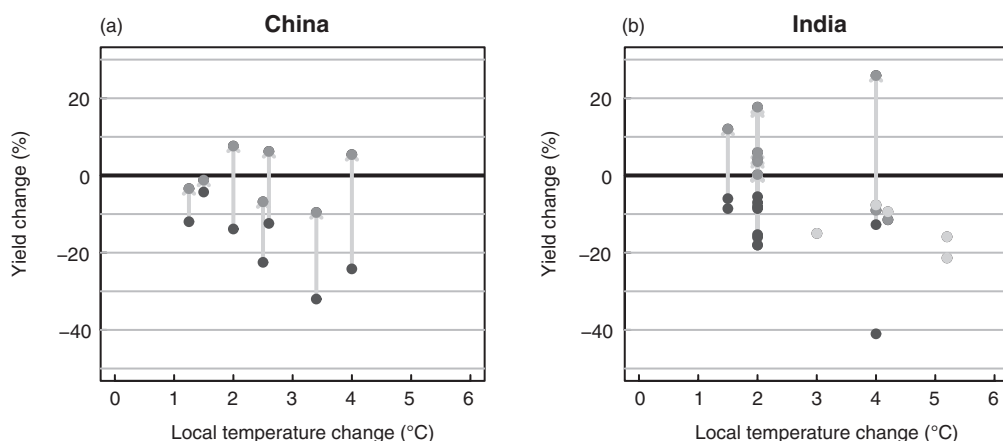 (a) China
Yield change (%)
20
0
−20
−40
0 1 2 3 4 5 6
Local temperature change (°C)
(b) India
Yield change (%)
20
0
−20
−40
0 1 2 3 4 5 6
Local temperature change (°C)